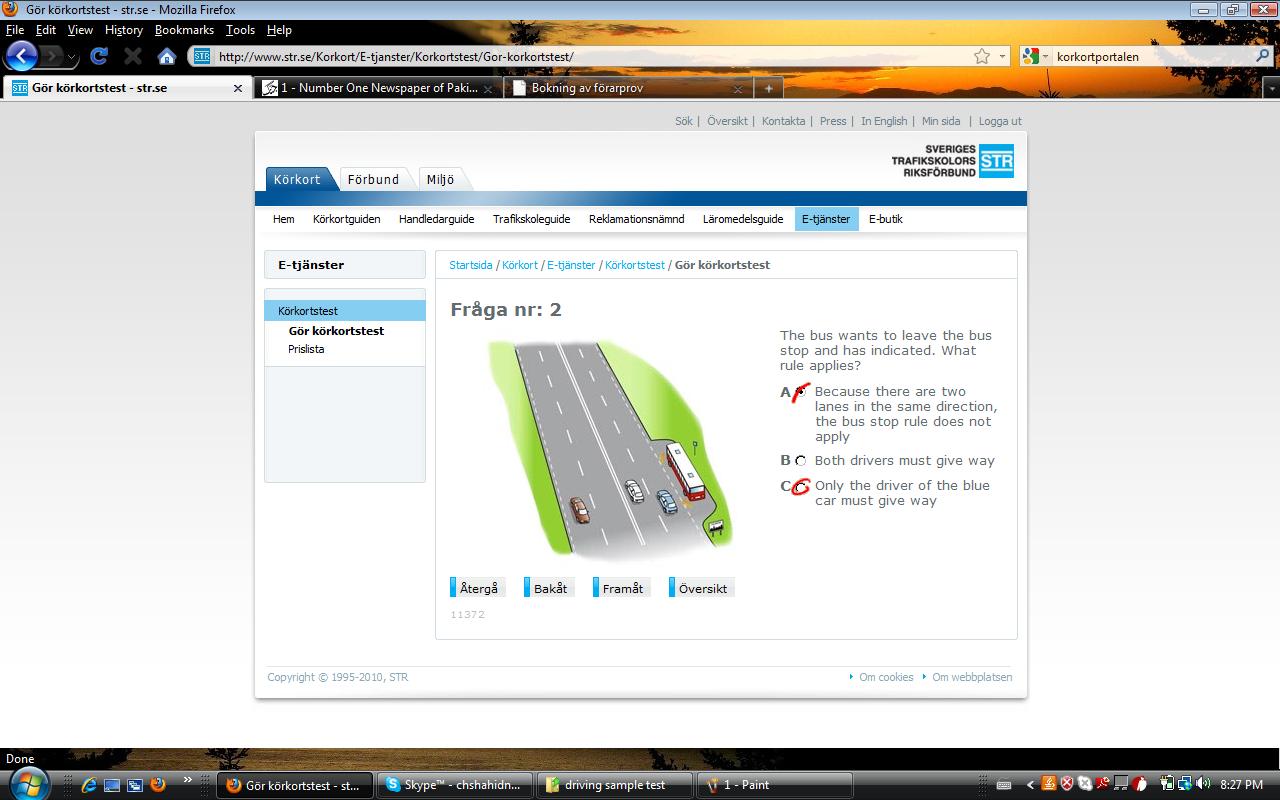 Gör körkortstest - str.se - Mozilla Firefox
File Edit View History Bookmarks Tools Help
STR http://www.str.se/Korkort/E-tjanster/Korkortstest/Gor-korkortstest/ korkortportalen
STR Gör körkortstest - str.se 1 - Number One Newspaper of Paki... Bokning av förarprov
Sök | Översikt | Kontakta | Press | In English | Min sida | Logga ut
SVERIGES
TRAFIKSKOLORS STR
RIKSFÖRBUND
Körkort Förbund Miljö
Hem Körkortguiden Handledarguide Trafikskoleguide Reklamationsnämnd Läromedelsguide E-tjänster E-butik
E-tjänster
Startsida / Körkort / E-tjänster / Körkortstest / Gör körkortstest
Körkortstest
Gör körkortstest
Prislista
Fråga nr: 2
The bus wants to leave the bus
stop and has indicated. What
rule applies?
A Because there are two
lanes in the same direction,
the bus stop rule does not
apply
B Both drivers must give way
C Only the driver of the blue
car must give way
Återgå Bakåt Framåt Översikt
11372
Copyright © 1995-2010, STR Om cookies Om webbplatsen
Done
Gör körkortstest - st... Skype™ - chshahidn... driving sample test 1 - Paint 8:27 PM